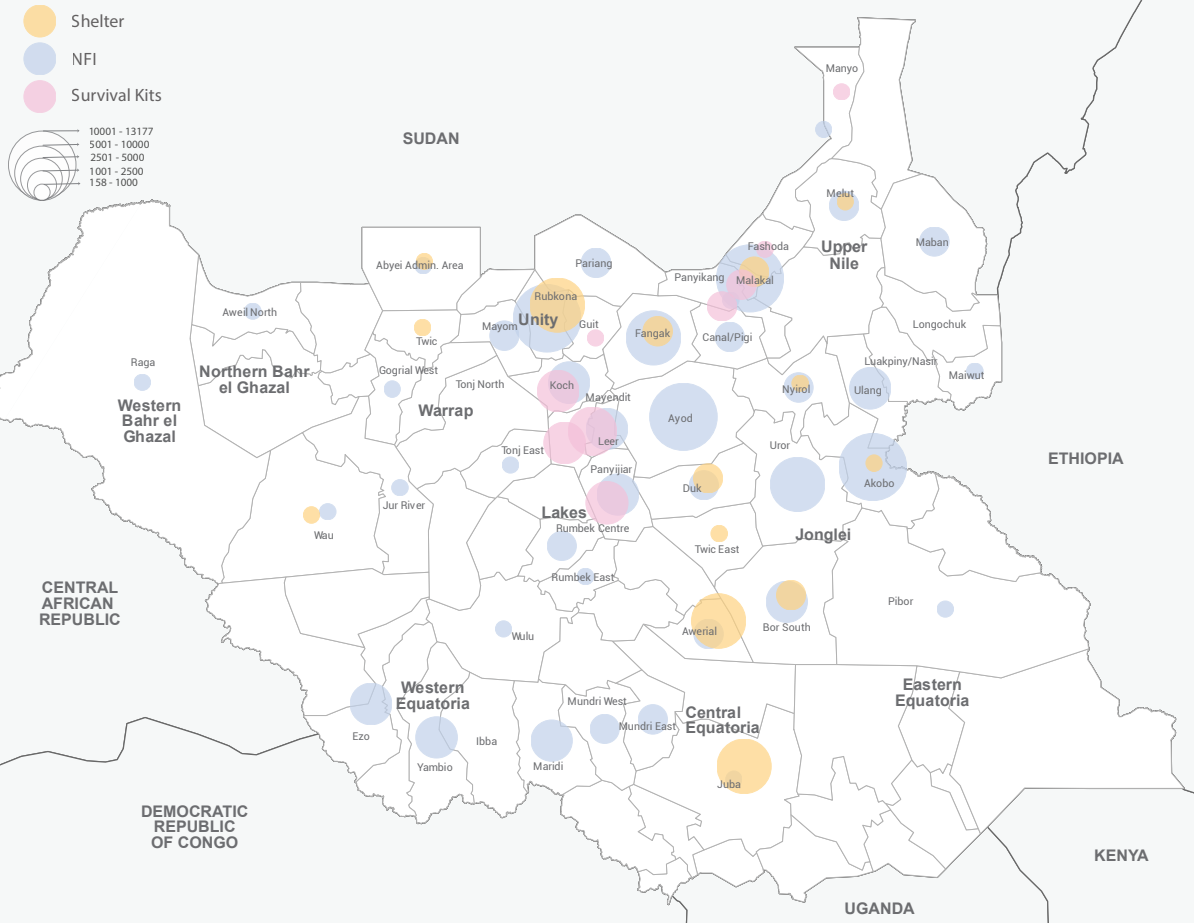 Shelter
NFI
Survival Kits
10001 - 13177
5001 - 10000
2501 - 5000
1001 - 2500
158 - 1000
SUDAN
Manyo
Melut
Maban
Fashoda
Upper
Nile
Abyei Admin. Area
Pariang
Panyikang
Malakal
Rubkona
Aweil North
Unity
Mayom
Guit
Fangak
Canal/Pigi
Longochuk
Twic
Raga
Northern Bahr
el Ghazal
Gogrial West
Luakpiny/Nasir
Maiwut
Tonj North
Koch
Nyirol
Ulang
Mayendit
Western
Bahr el
Ghazal
Warrap
Ayod
Leer
Uror
Tonj East
ETHIOPIA
Panyijiar
Duk
Akobo
Jur River
Lakes
Rumbek Centre
Wau
Jonglei
Twic East
Rumbek East
CENTRAL
AFRICAN
REPUBLIC
Pibor
Wulu
Awerial
Bor South
Western
Equatoria
Eastern
Equatoria
Mundri West
Central
Equatoria
Mundri East
Ezo
Ibba
Yambio
Maridi
Juba
DEMOCRATIC
REPUBLIC
OF CONGO
KENYA
UGANDA